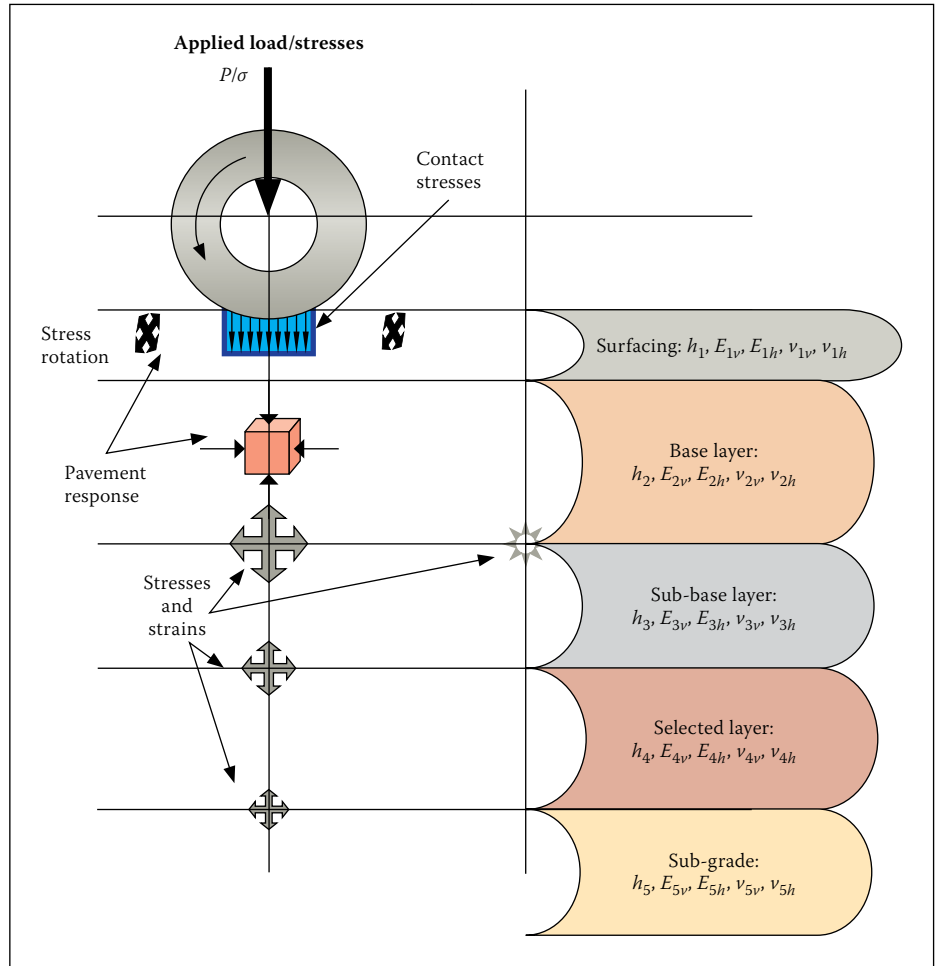 Applied load/stresses
P/σ
Contact
stresses
Stress
rotation
Pavement
response
Stresses
and
strains
Surfacing: h1, E1v, E1h, ν1v, ν1h
Base layer:
h2, E2v, E2h, ν2v, ν2h
Sub-base layer:
h3, E3v, E3h, ν3v, ν3h
Selected layer:
h4, E4v, E4h, ν4v, ν4h
Sub-grade:
h5, E5v, E5h, ν5v, ν5h